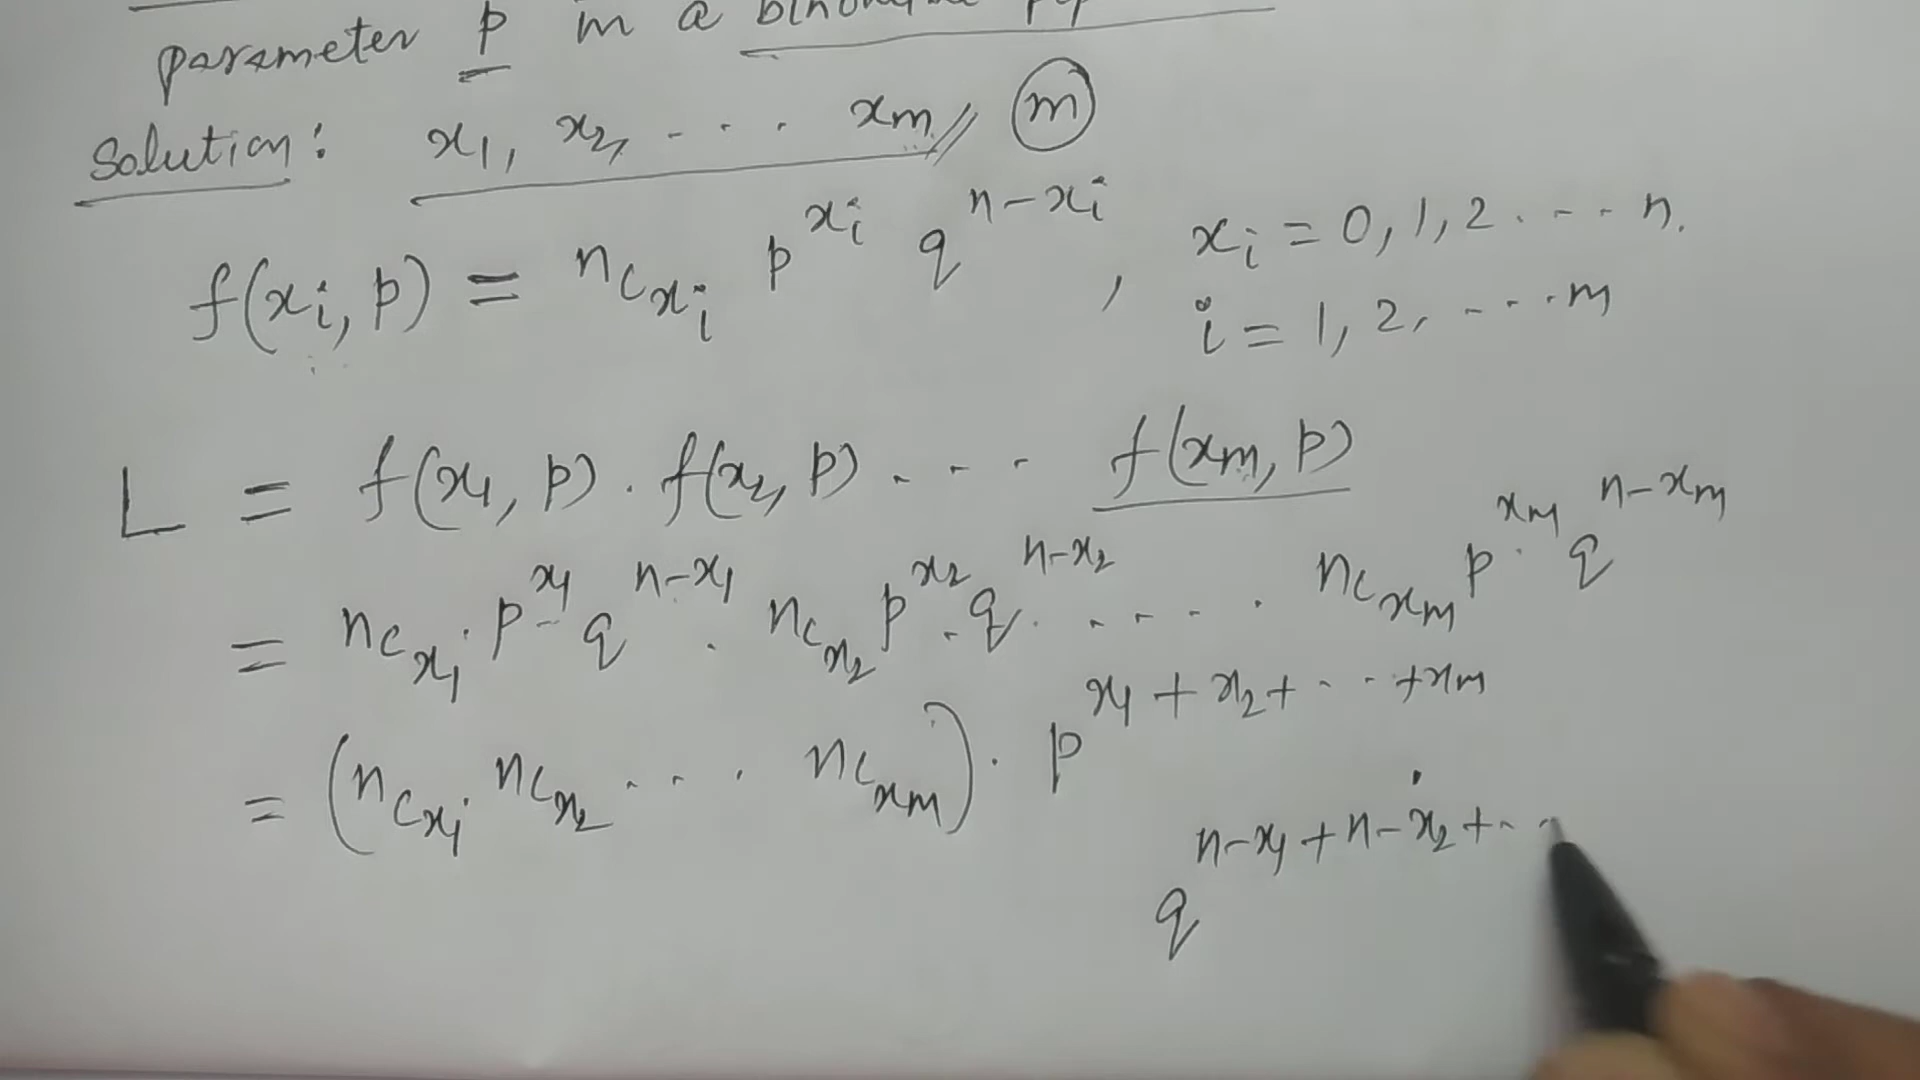 parameter p in a binomial
Solution: x₁, x₂, - - - xm // m
f(xi, p) = ⁿCxi p^xi q^n-xi , xi = 0, 1, 2 . - - - n.
i = 1, 2, - - - . m
L = f(x₁, p) . f(x₂, p) . - - - f(xm, p)
= ⁿCx₁ . p^x₁ q^n-x₁ . ⁿCx₂ p^x₂ . q^n-x₂ . - - - . ⁿCxm p^xm q^n-xm
= (ⁿCx₁ . ⁿCx₂ - - - ⁿCxm) . p^x₁ + x₂ + - - - + xm
q^n-x₁ + n-x₂ + - -